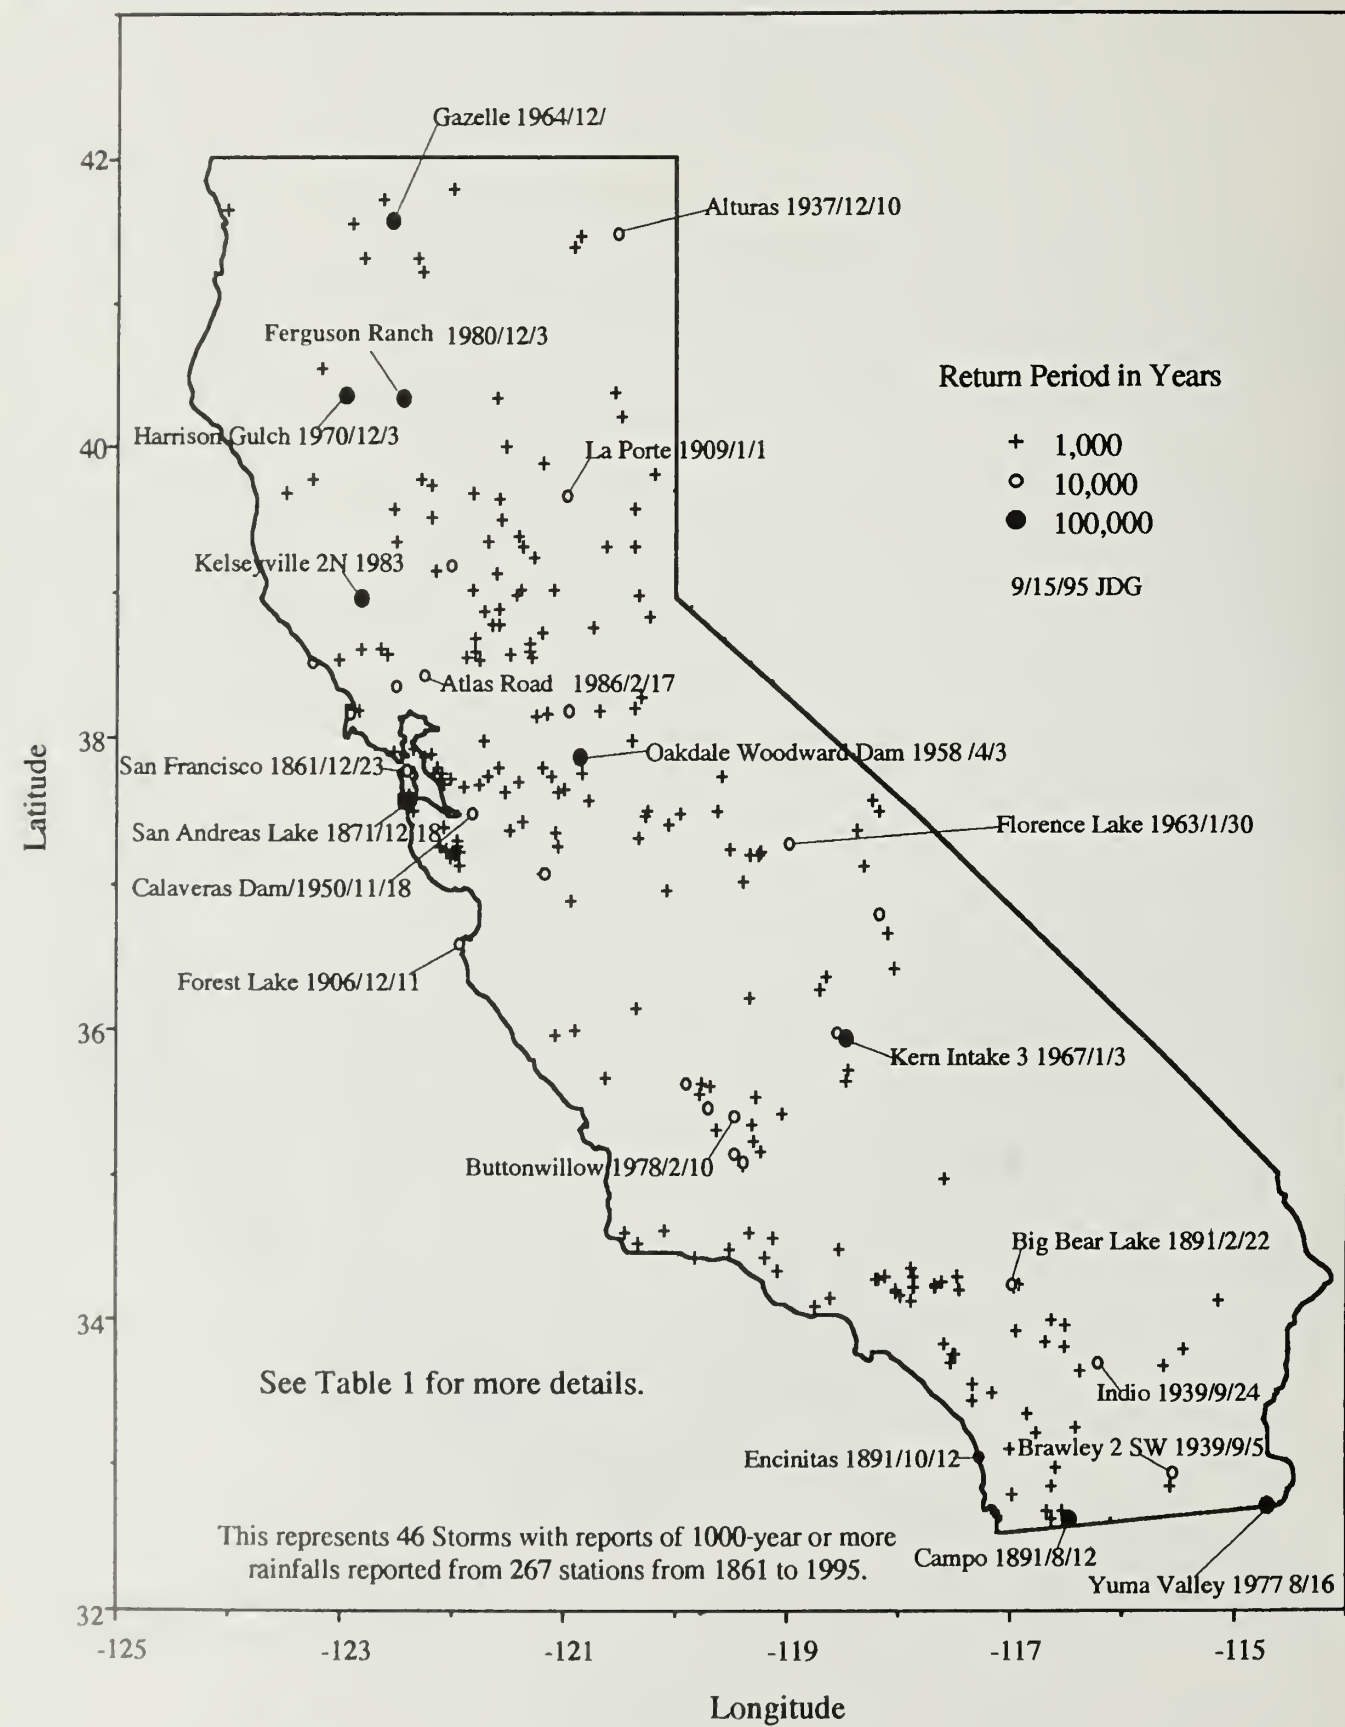 Gazelle 1964/12/
42
Alturas 1937/12/10
Ferguson Ranch 1980/12/3
Return Period in Years
Harrison Gulch 1970/12/3
1,000
40
La Porte 1909/1/1
10,000
100,000
Kelseyville 2N 1983
9/15/95 JDG
Atlas Road 1986/2/17
38
Oakdale Woodward Dam 1958 /4/3
San Francisco 1861/12/23
Latitude
Florence Lake 1963/1/30
San Andreas Lake 1871/12/18
Calaveras Dam/1950/11/18
Forest Lake 1906/12/11
36
Kern Intake 3 1967/1/3
Buttonwillow 1978/2/10
Big Bear Lake 1891/2/22
34
See Table 1 for more details.
Indio 1939/9/24
Brawley 2 SW 1939/9/5
Encinitas 1891/10/12
This represents 46 Storms with reports of 1000-year or more
rainfalls reported from 267 stations from 1861 to 1995.
Campo 1891/8/12
Yuma Valley 1977 8/16
32
-125 -123 -121 -119 -117 -115
Longitude